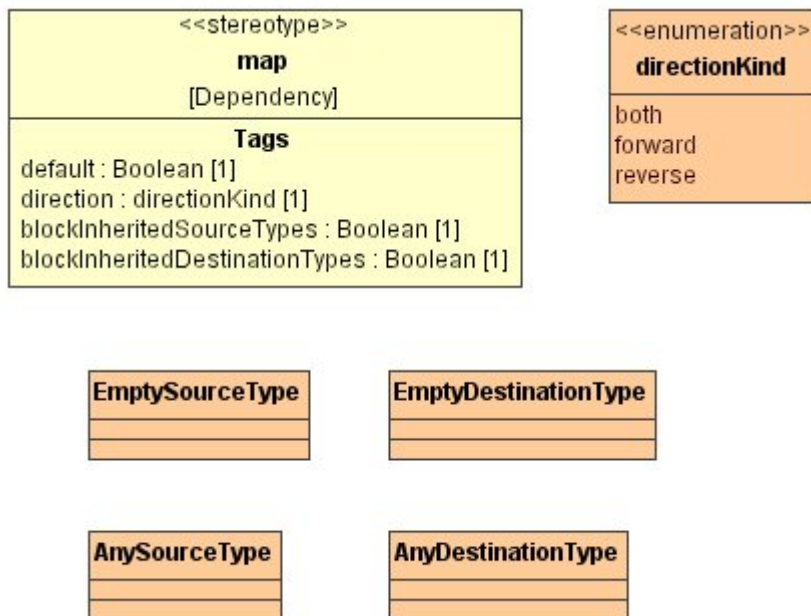 <<stereotype>>
map
[Dependency]
Tags
default : Boolean [1]
direction : directionKind [1]
blockInheritedSourceTypes : Boolean [1]
blockInheritedDestinationTypes : Boolean [1]
<<enumeration>>
directionKind
both
forward
reverse
EmptySourceType
EmptyDestinationType
AnySourceType
AnyDestinationType